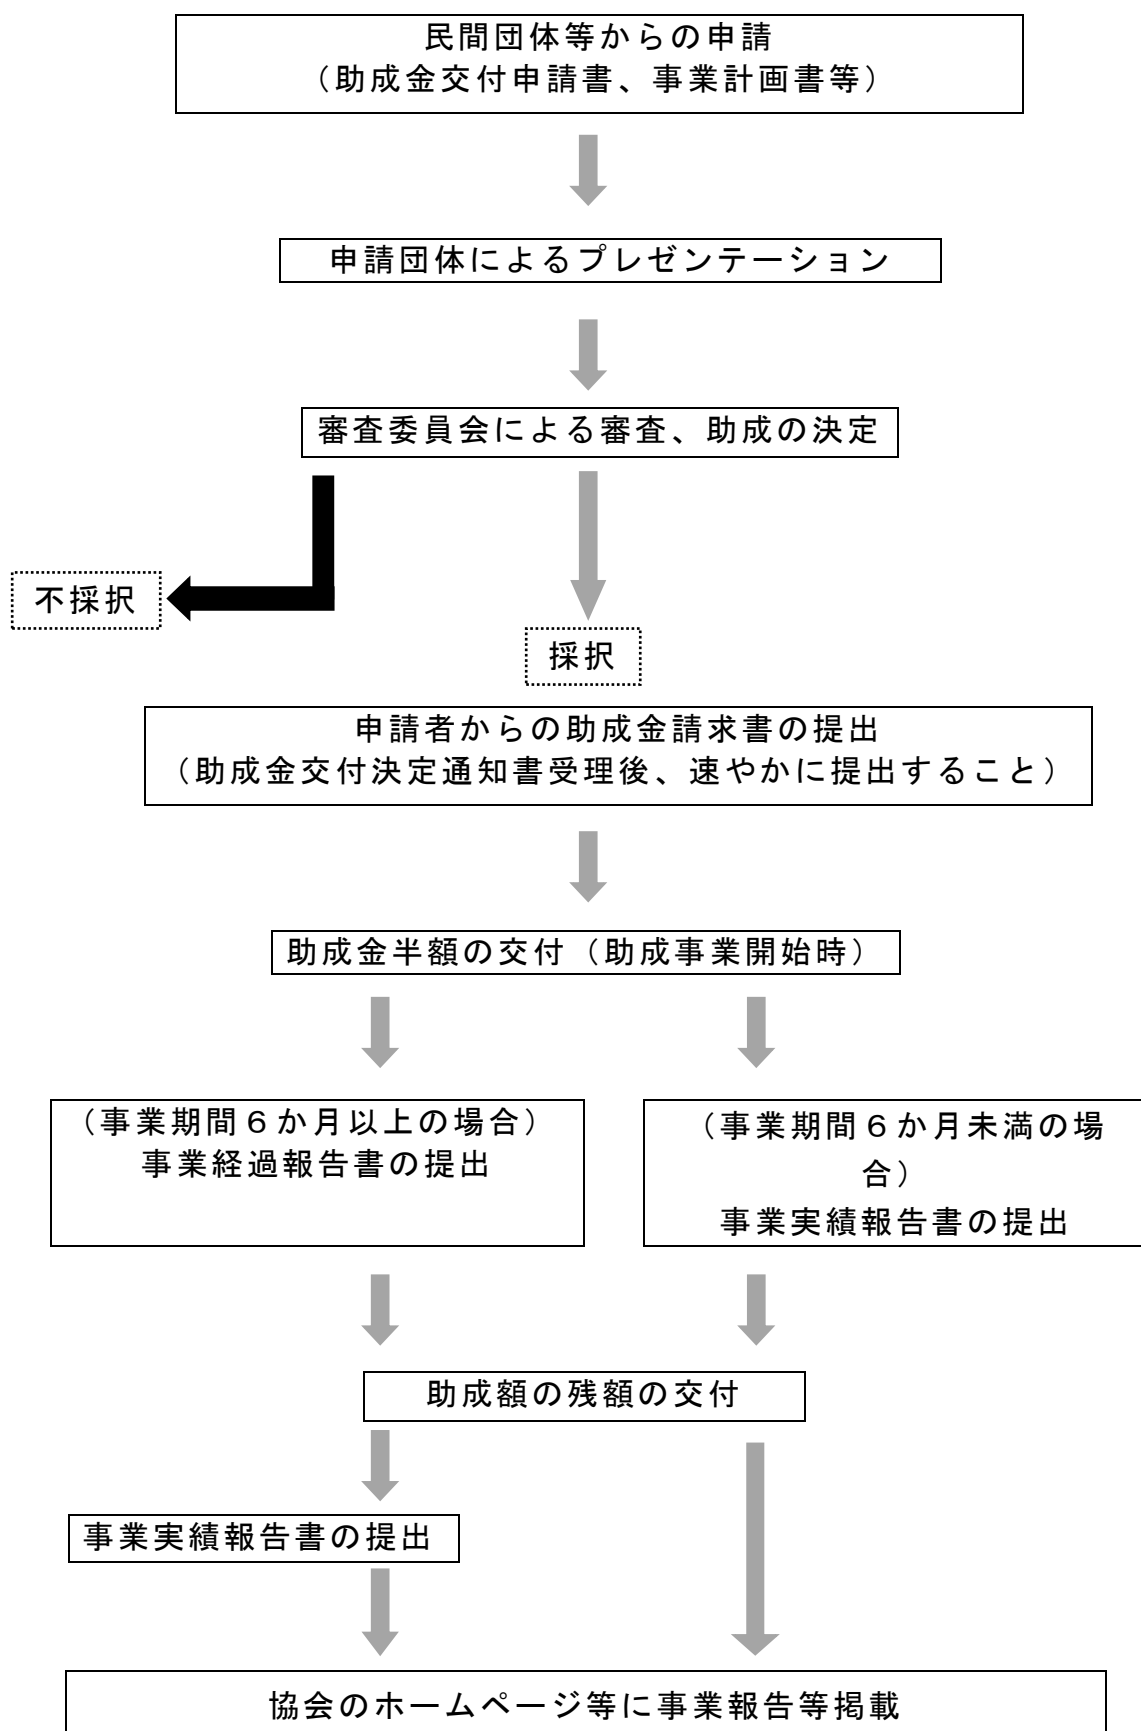 民間団体等からの申請
（助成金交付申請書、事業計画書等）
申請団体によるプレゼンテーション
審査委員会による審査、助成の決定
不採択
採択
申請者からの助成金請求書の提出
（助成金交付決定通知書受理後、速やかに提出すること）
助成金半額の交付（助成事業開始時）
（事業期間６か月以上の場合）
事業経過報告書の提出
（事業期間６か月未満の場
合）
事業実績報告書の提出
助成額の残額の交付
事業実績報告書の提出
協会のホームページ等に事業報告等掲載